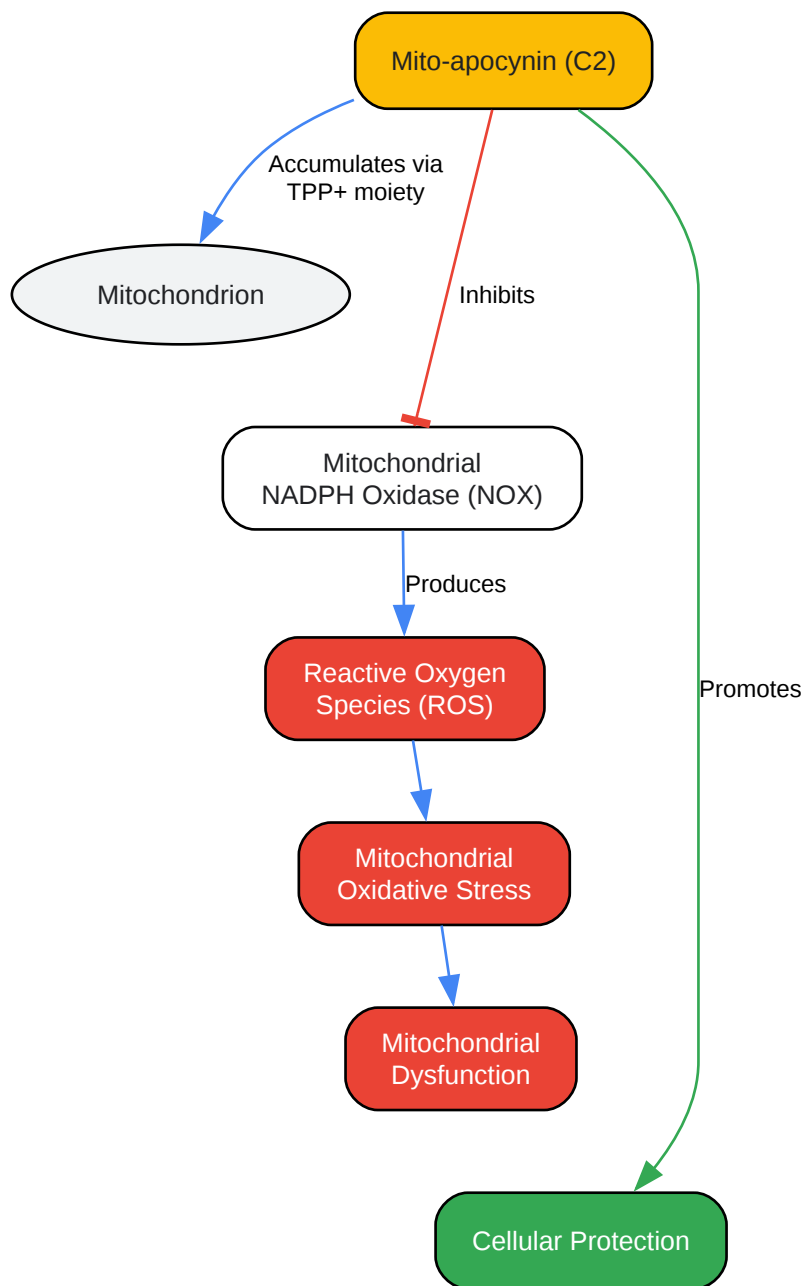 Mito-apocynin (C2)
Accumulates via
TPP+ moiety
Mitochondrion
Inhibits
Mitochondrial
NADPH Oxidase (NOX)
Produces
Reactive Oxygen
Species (ROS)
Promotes
Mitochondrial
Oxidative Stress
Mitochondrial
Dysfunction
Cellular Protection